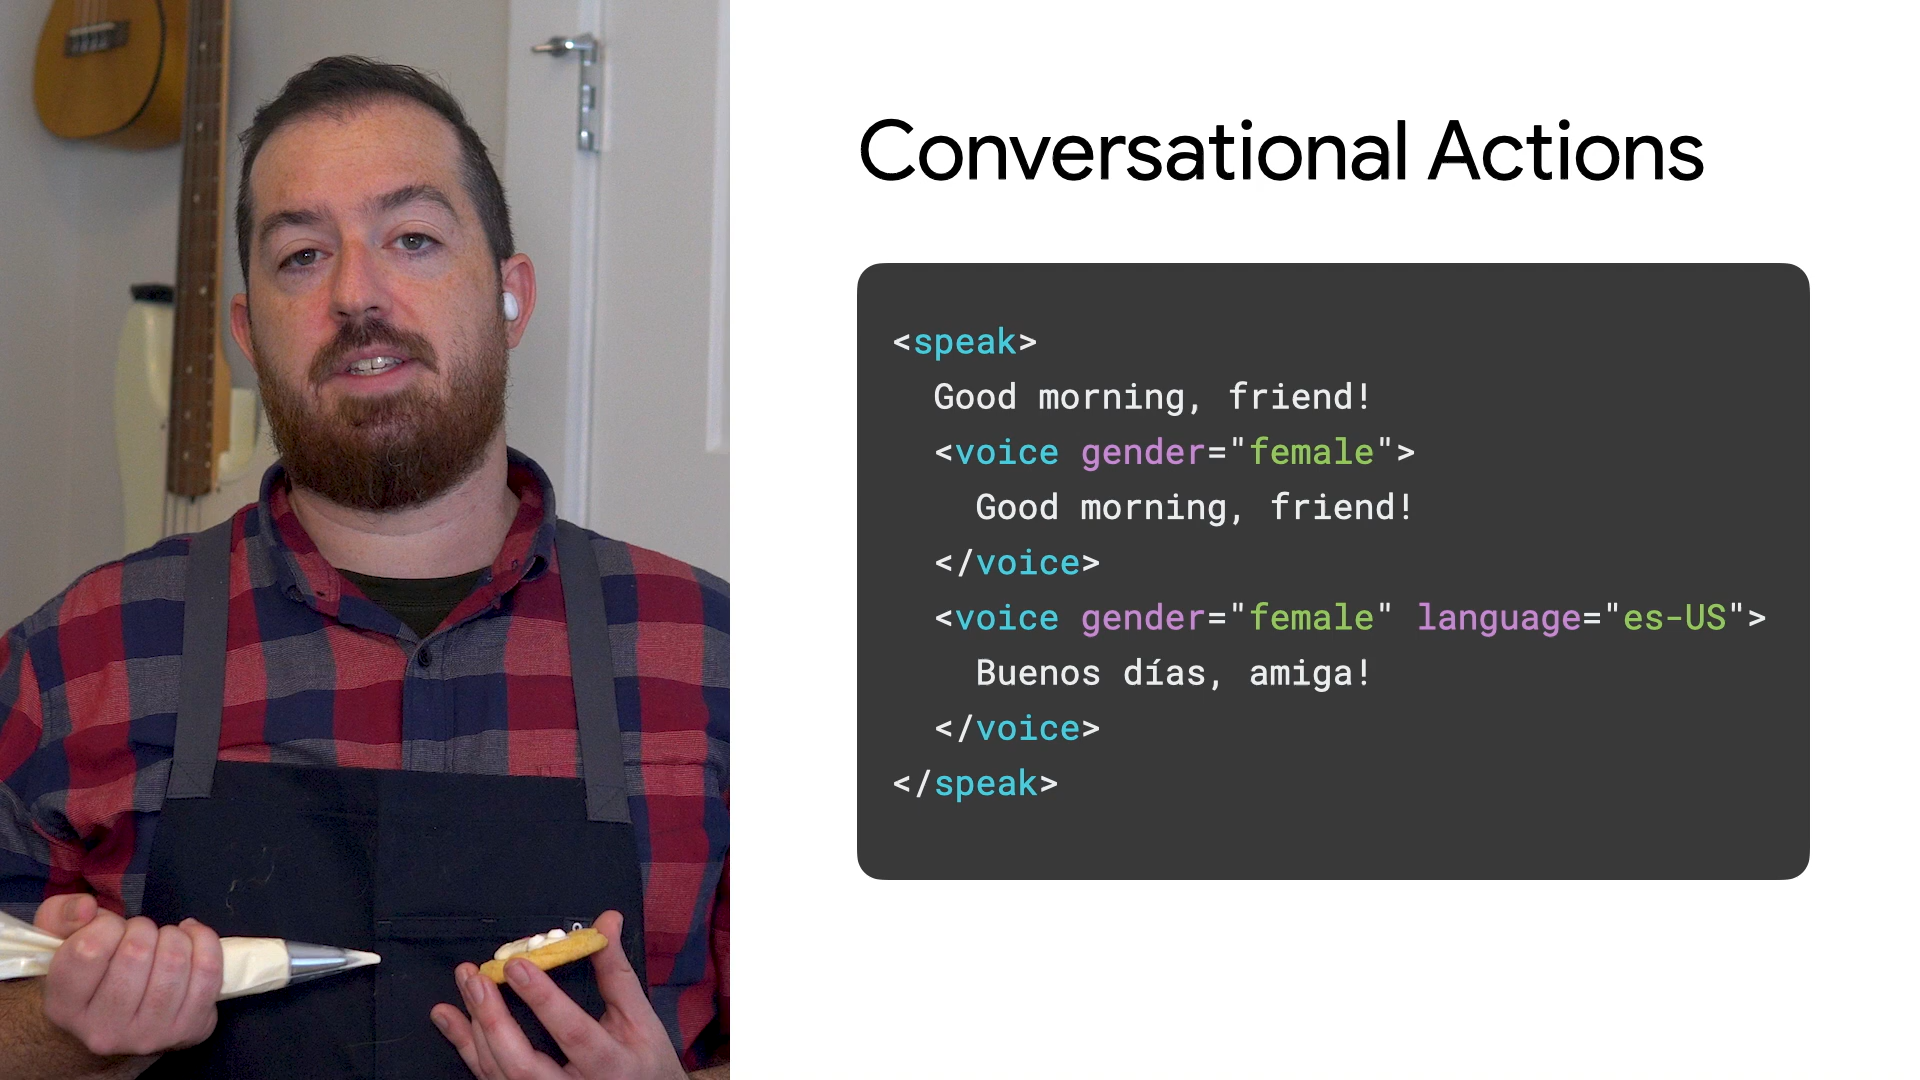 Conversational Actions
<speak>
Good morning, friend!
<voice gender="female">
Good morning, friend!
</voice>
<voice gender="female" language="es-US">
Buenos días, amiga!
</voice>
</speak>